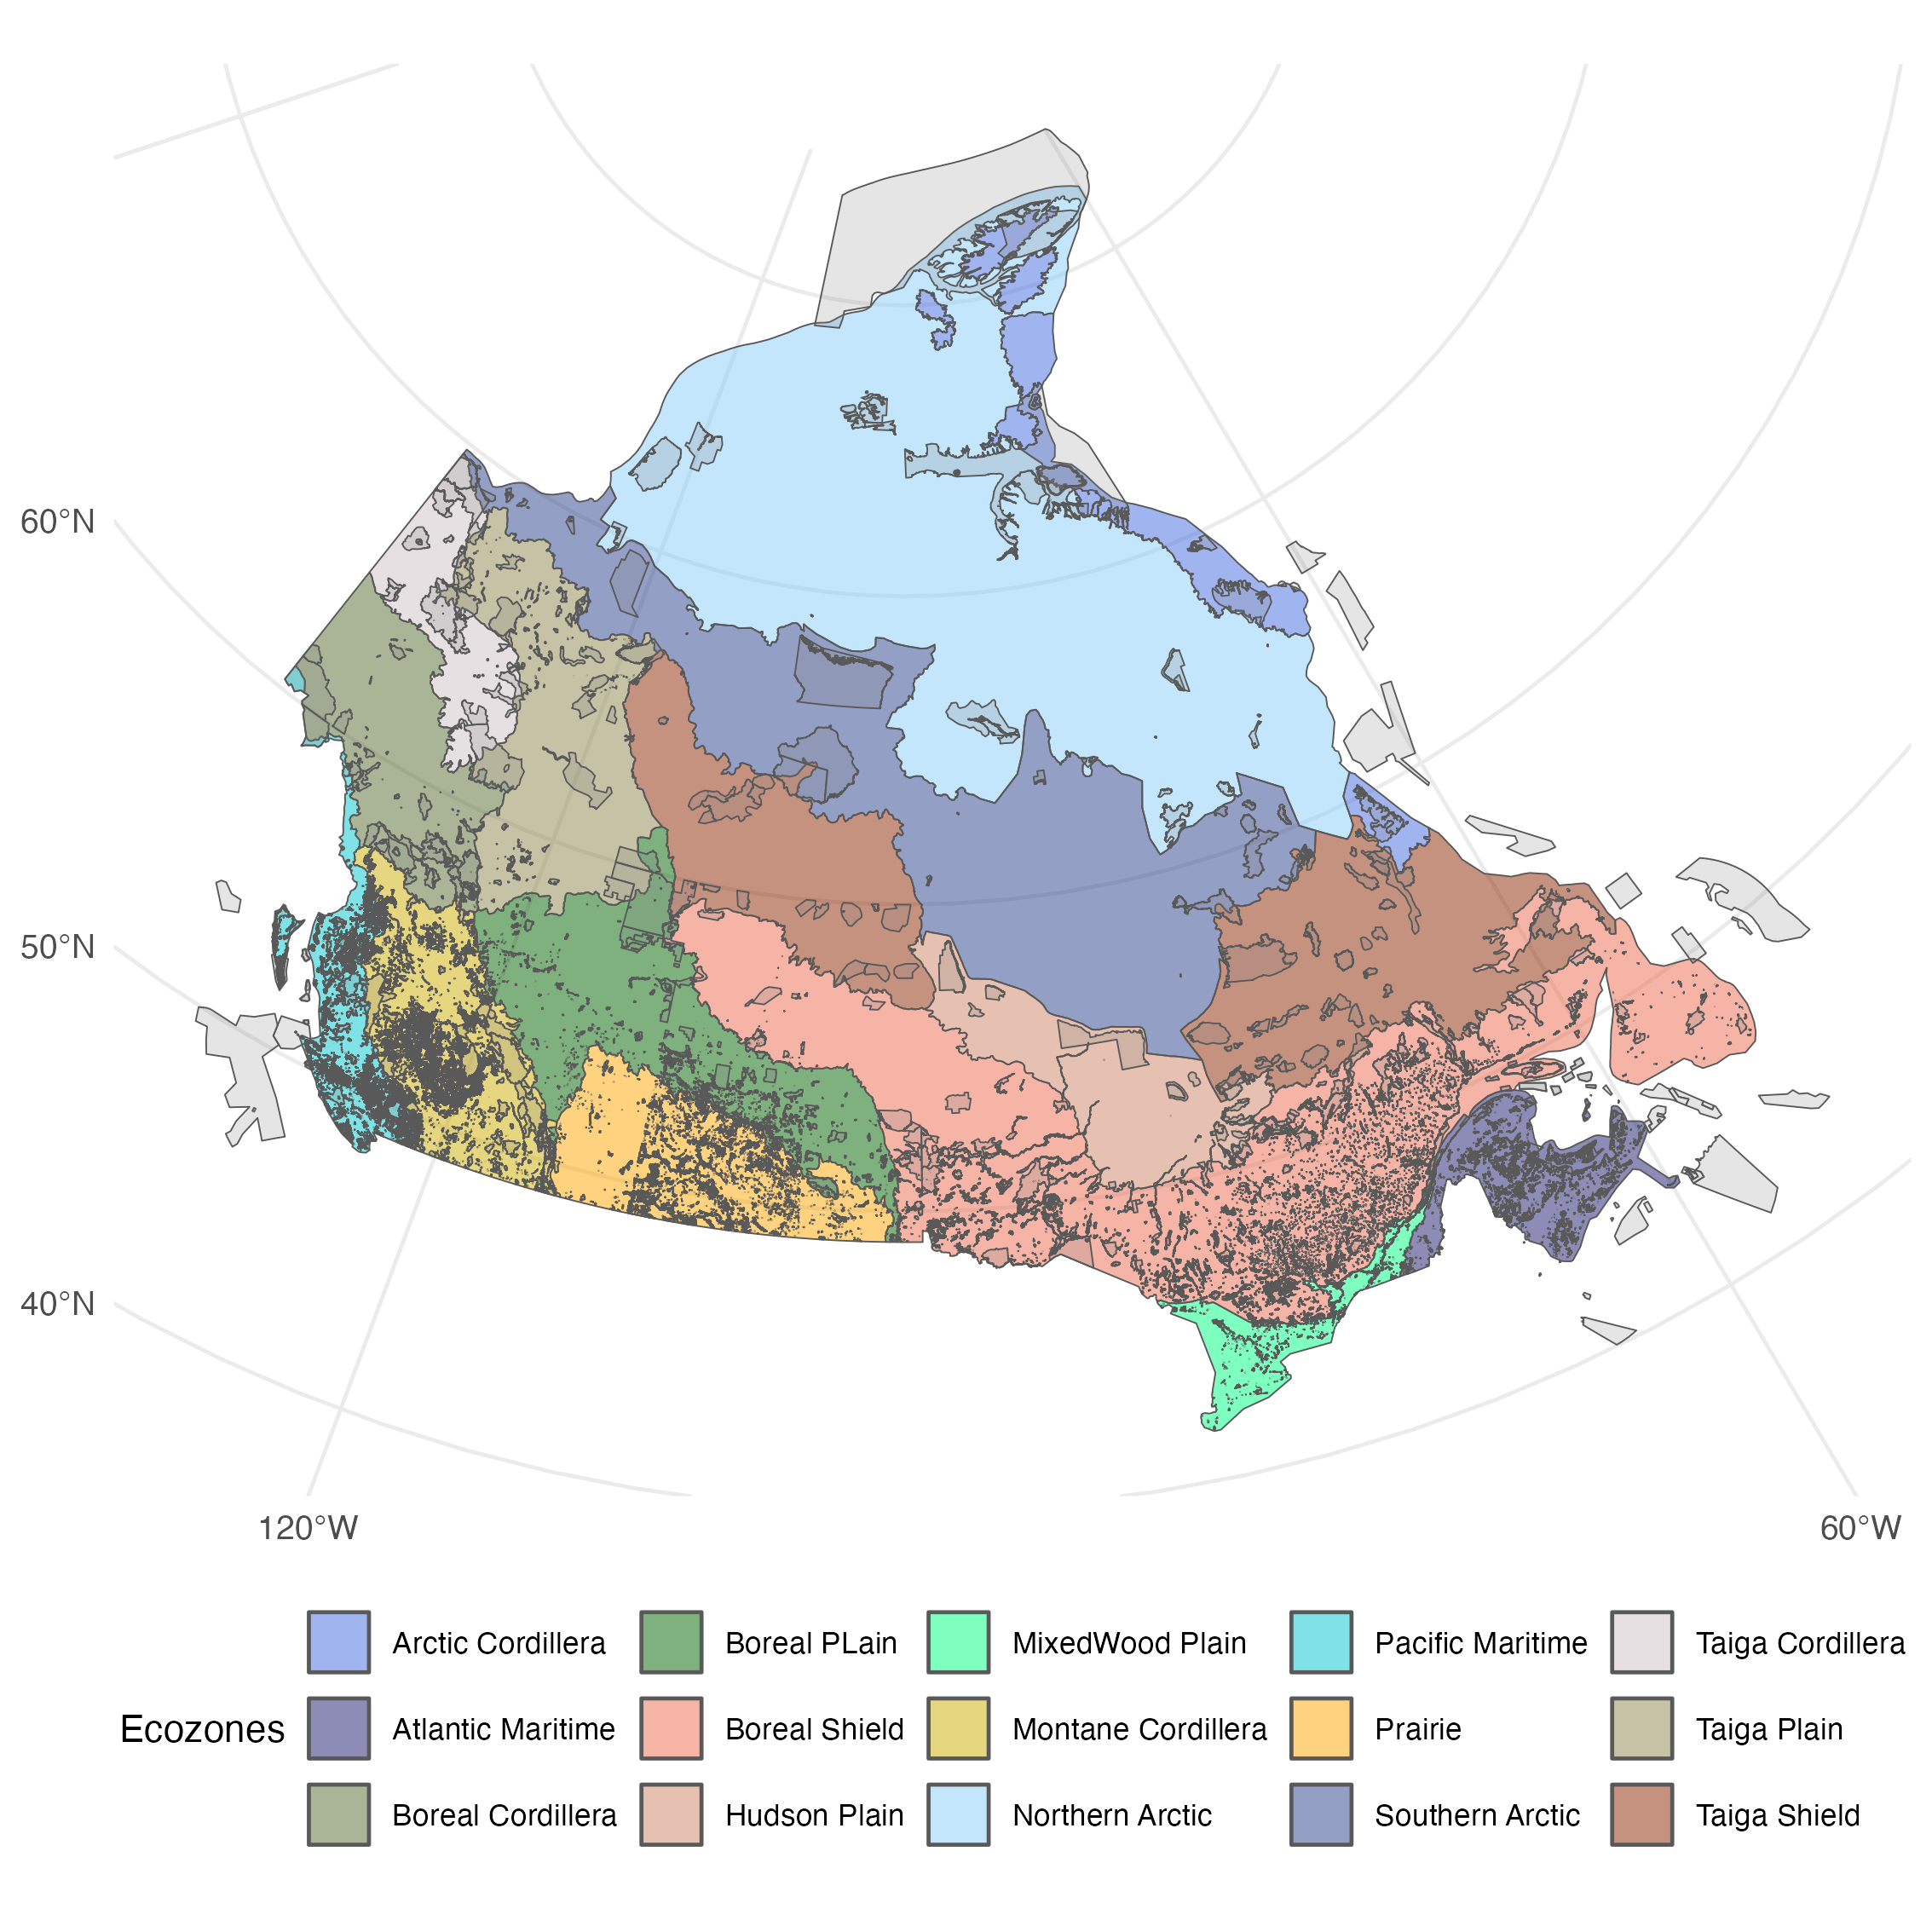 60°N
50°N
40°N
120°W
60°W
Ecozones
Arctic Cordillera
Atlantic Maritime
Boreal Cordillera
Boreal PLain
Boreal Shield
Hudson Plain
MixedWood Plain
Montane Cordillera
Northern Arctic
Pacific Maritime
Prairie
Southern Arctic
Taiga Cordillera
Taiga Plain
Taiga Shield